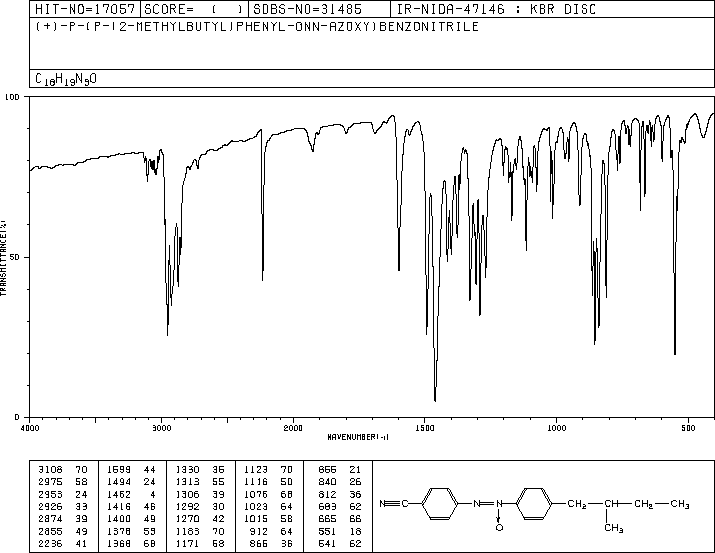 HIT-NO=17057 SCORE= ( ) SDBS-NO=31485 IR-NIDA-47146 : KBR DISC
(+)-P-(P-(2-METHYLBUTYL)PHENYL-ONN-AZOXY)BENZONITRILE
C18H19N3O
100
50
0
TRANSMITTANCE(%)
4000 3000 2000 1500 1000 500
WAVENUMBER(-1)
3108 70 1599 44 1330 35 1123 70 866 21
2975 58 1494 24 1313 55 1116 50 840 26
2953 24 1462 4 1306 39 1076 68 812 36
2926 33 1416 46 1292 30 1023 64 683 62
2874 39 1400 49 1270 42 1015 58 665 66
2855 49 1378 55 1183 70 912 64 551 18
2236 41 1368 60 1171 58 866 36 541 62
N C N N CH2 CH CH2 CH3
O CH3